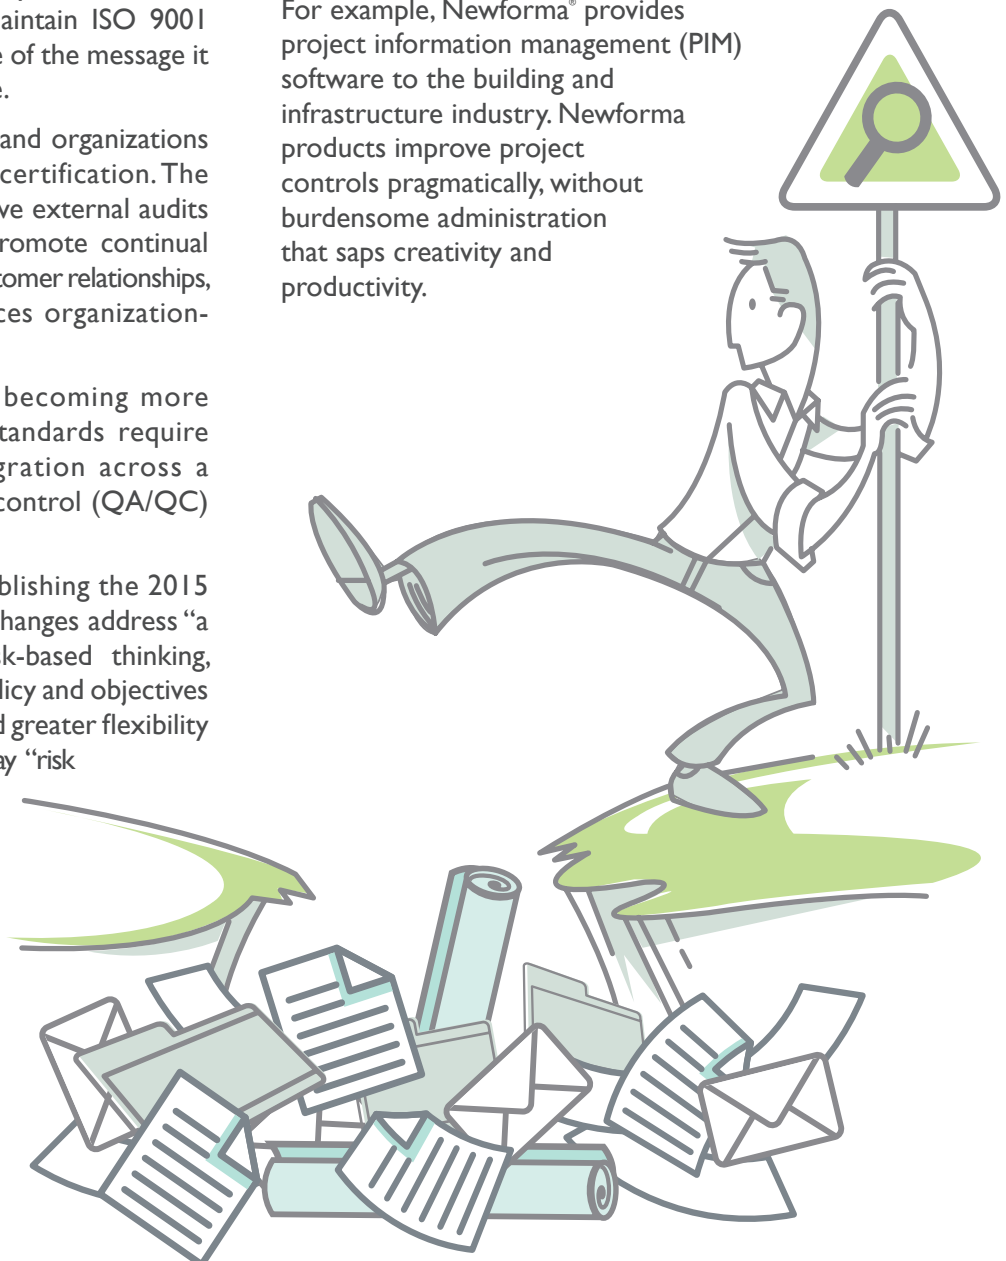 aintain ISO 9001
e of the message it
e.
and organizations
certification. The
ve external audits
romote continual
tomer relationships,
ces organization-
becoming more
tandards require
gration across a
control (QA/QC)
blishing the 2015
hanges address “a
sk-based thinking,
licy and objectives
d greater flexibility
ay “risk
For example, Newforma® provides
project information management (PIM)
software to the building and
infrastructure industry. Newforma
products improve project
controls pragmatically, without
burdensome administration
that saps creativity and
productivity.